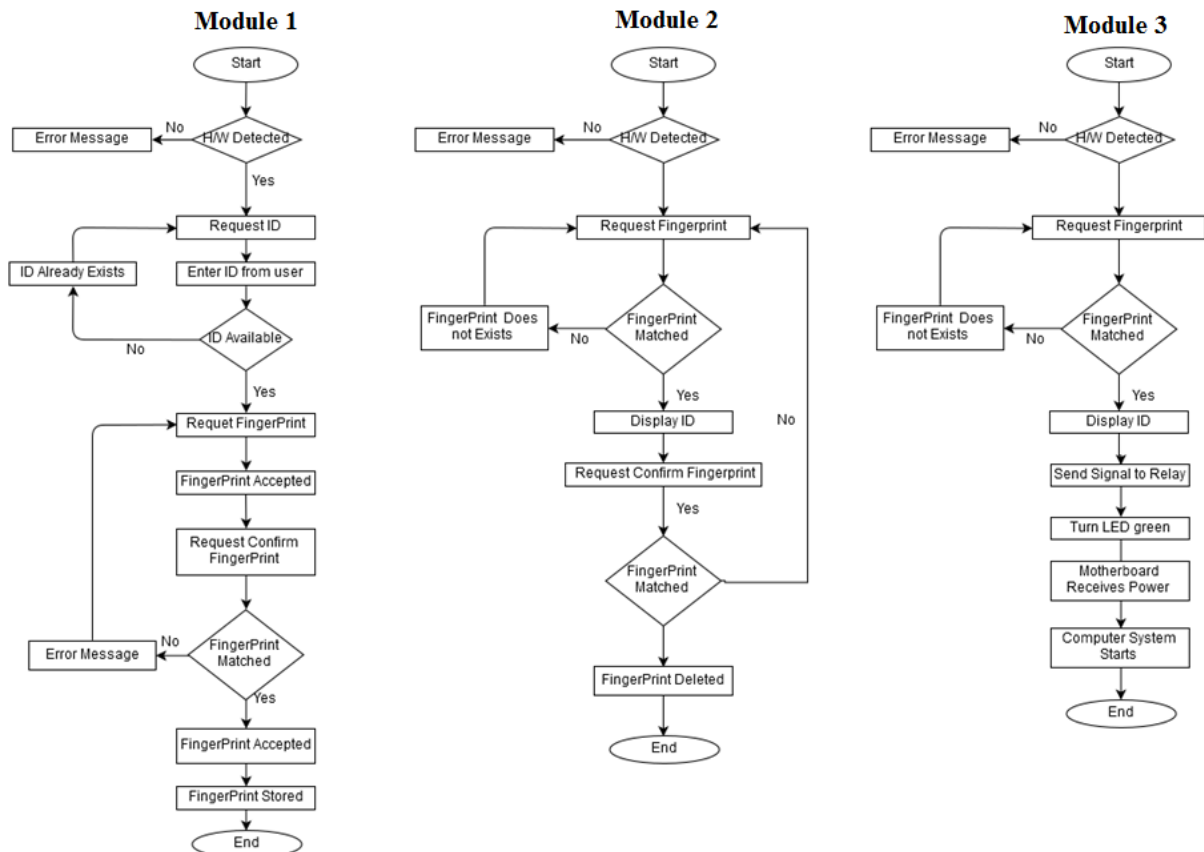 Module 1
Start
H/W Detected
No
Error Message
Yes
Request ID
Enter ID from user
ID Already Exists
ID Available
No
Yes
Requet FingerPrint
FingerPrint Accepted
Request Confirm
FingerPrint
FingerPrint
Matched
No
Error Message
Yes
FingerPrint Accepted
FingerPrint Stored
End
Module 2
Start
H/W Detected
No
Error Message
Request Fingerprint
FingerPrint
Matched
No
FingerPrint Does
not Exists
Yes
Display ID
Request Confirm Fingerprint
Yes
FingerPrint
Matched
No
FingerPrint Deleted
End
Module 3
Start
H/W Detected
No
Error Message
Request Fingerprint
FingerPrint
Matched
No
FingerPrint Does
not Exists
Yes
Display ID
Send Signal to Relay
Turn LED green
Motherboard
Receives Power
Computer System
Starts
End